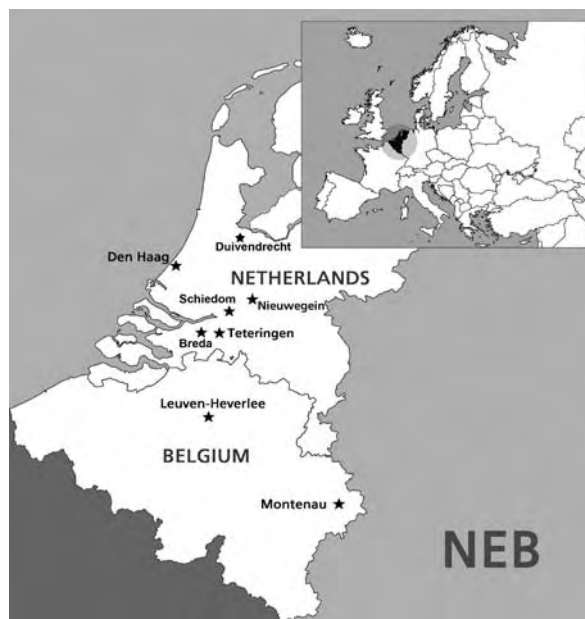 Duivendrecht
Den Haag
NETHERLANDS
Schiedom
Nieuwegein
Breda
Teteringen
Leuven-Heverlee
BELGIUM
Montenau
NEB